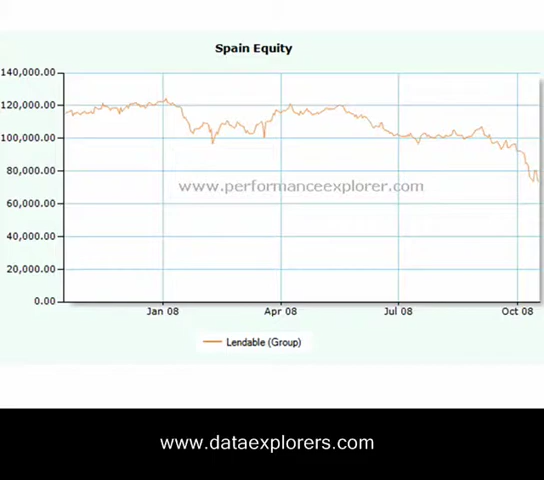 Spain Equity
140,000.00
120,000.00
100,000.00
80,000.00
60,000.00
40,000.00
20,000.00
0.00
www.performanceexplorer.com
Jan 08 Apr 08 Jul 08 Oct 08
Lendable (Group)
www.dataexplorers.com